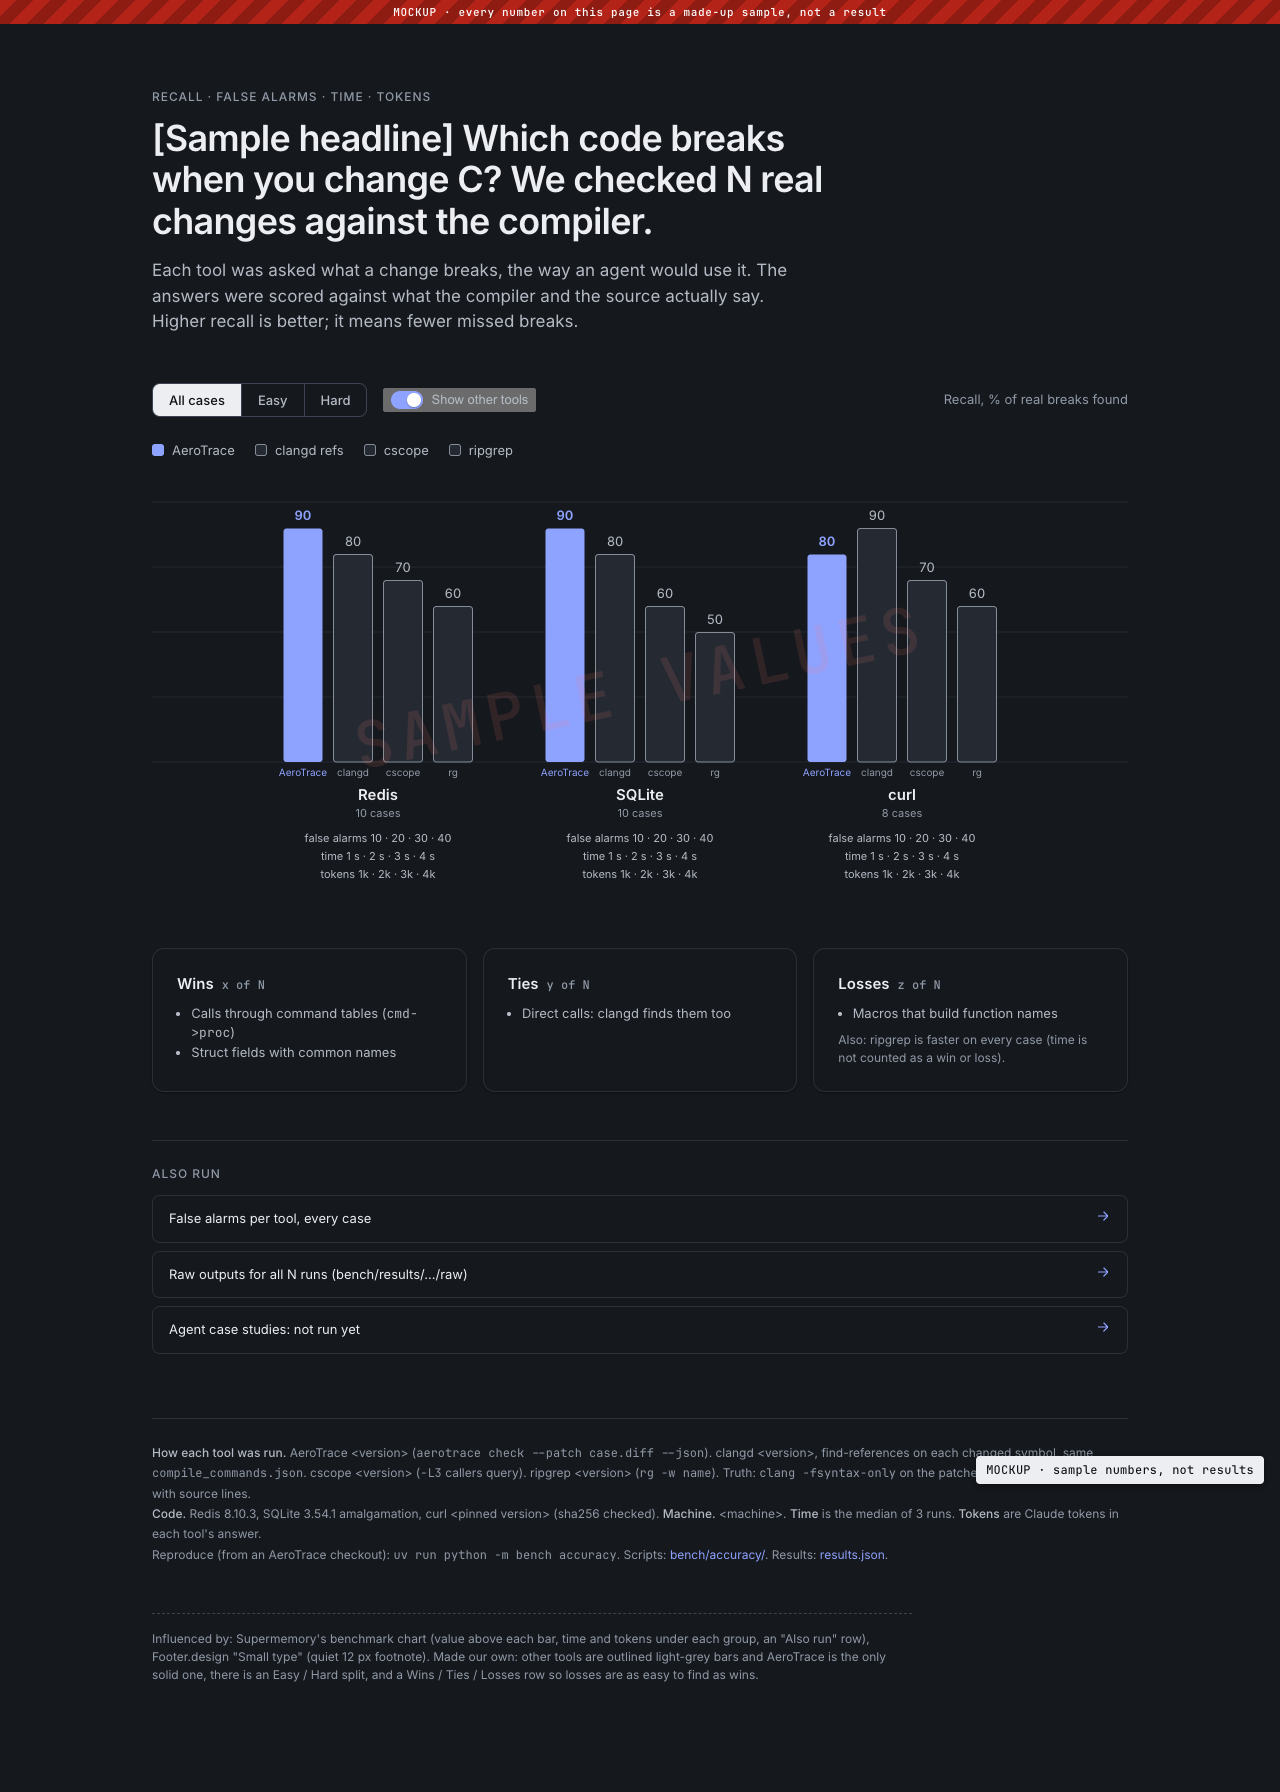 MOCKUP · every number on this page is a made-up sample, not a result
RECALL · FALSE ALARMS · TIME · TOKENS
[Sample headline] Which code breaks
when you change C? We checked N real
changes against the compiler.
Each tool was asked what a change breaks, the way an agent would use it. The
answers were scored against what the compiler and the source actually say.
Higher recall is better; it means fewer missed breaks.
All cases Easy Hard Show other tools Recall, % of real breaks found
AeroTrace clangd refs cscope ripgrep
90 80 70 60
90 80 60 50
80 90 70 60
SAMPLE VALUES
AeroTrace clangd cscope rg AeroTrace clangd cscope rg AeroTrace clangd cscope rg
Redis SQLite curl
10 cases 10 cases 8 cases
false alarms 10 · 20 · 30 · 40 false alarms 10 · 20 · 30 · 40 false alarms 10 · 20 · 30 · 40
time 1 s · 2 s · 3 s · 4 s time 1 s · 2 s · 3 s · 4 s time 1 s · 2 s · 3 s · 4 s
tokens 1k · 2k · 3k · 4k tokens 1k · 2k · 3k · 4k tokens 1k · 2k · 3k · 4k
Wins x of N
• Calls through command tables (cmd-
>proc)
• Struct fields with common names
Ties y of N
• Direct calls: clangd finds them too
Losses z of N
• Macros that build function names
Also: ripgrep is faster on every case (time is
not counted as a win or loss).
ALSO RUN
False alarms per tool, every case →
Raw outputs for all N runs (bench/results/.../raw) →
Agent case studies: not run yet →
How each tool was run. AeroTrace <version> (aerotrace check --patch case.diff --json). clangd <version>, find-references on each changed symbol, same
compile_commands.json. cscope <version> (-L3 callers query). ripgrep <version> (rg -w name). Truth: clang -fsyntax-only on the
with source lines.
MOCKUP · sample numbers, not results
Code. Redis 8.10.3, SQLite 3.54.1 amalgamation, curl <pinned version> (sha256 checked). Machine. <machine>. Time is the median of 3 runs. Tokens are Claude tokens in
each tool's answer.
Reproduce (from an AeroTrace checkout): uv run python -m bench accuracy. Scripts: bench/accuracy/. Results: results.json.
Influenced by: Supermemory's benchmark chart (value above each bar, time and tokens under each group, an "Also run" row),
Footer.design "Small type" (quiet 12 px footnote). Made our own: other tools are outlined light-grey bars and AeroTrace is the only
solid one, there is an Easy / Hard split, and a Wins / Ties / Losses row so losses are as easy to find as wins.